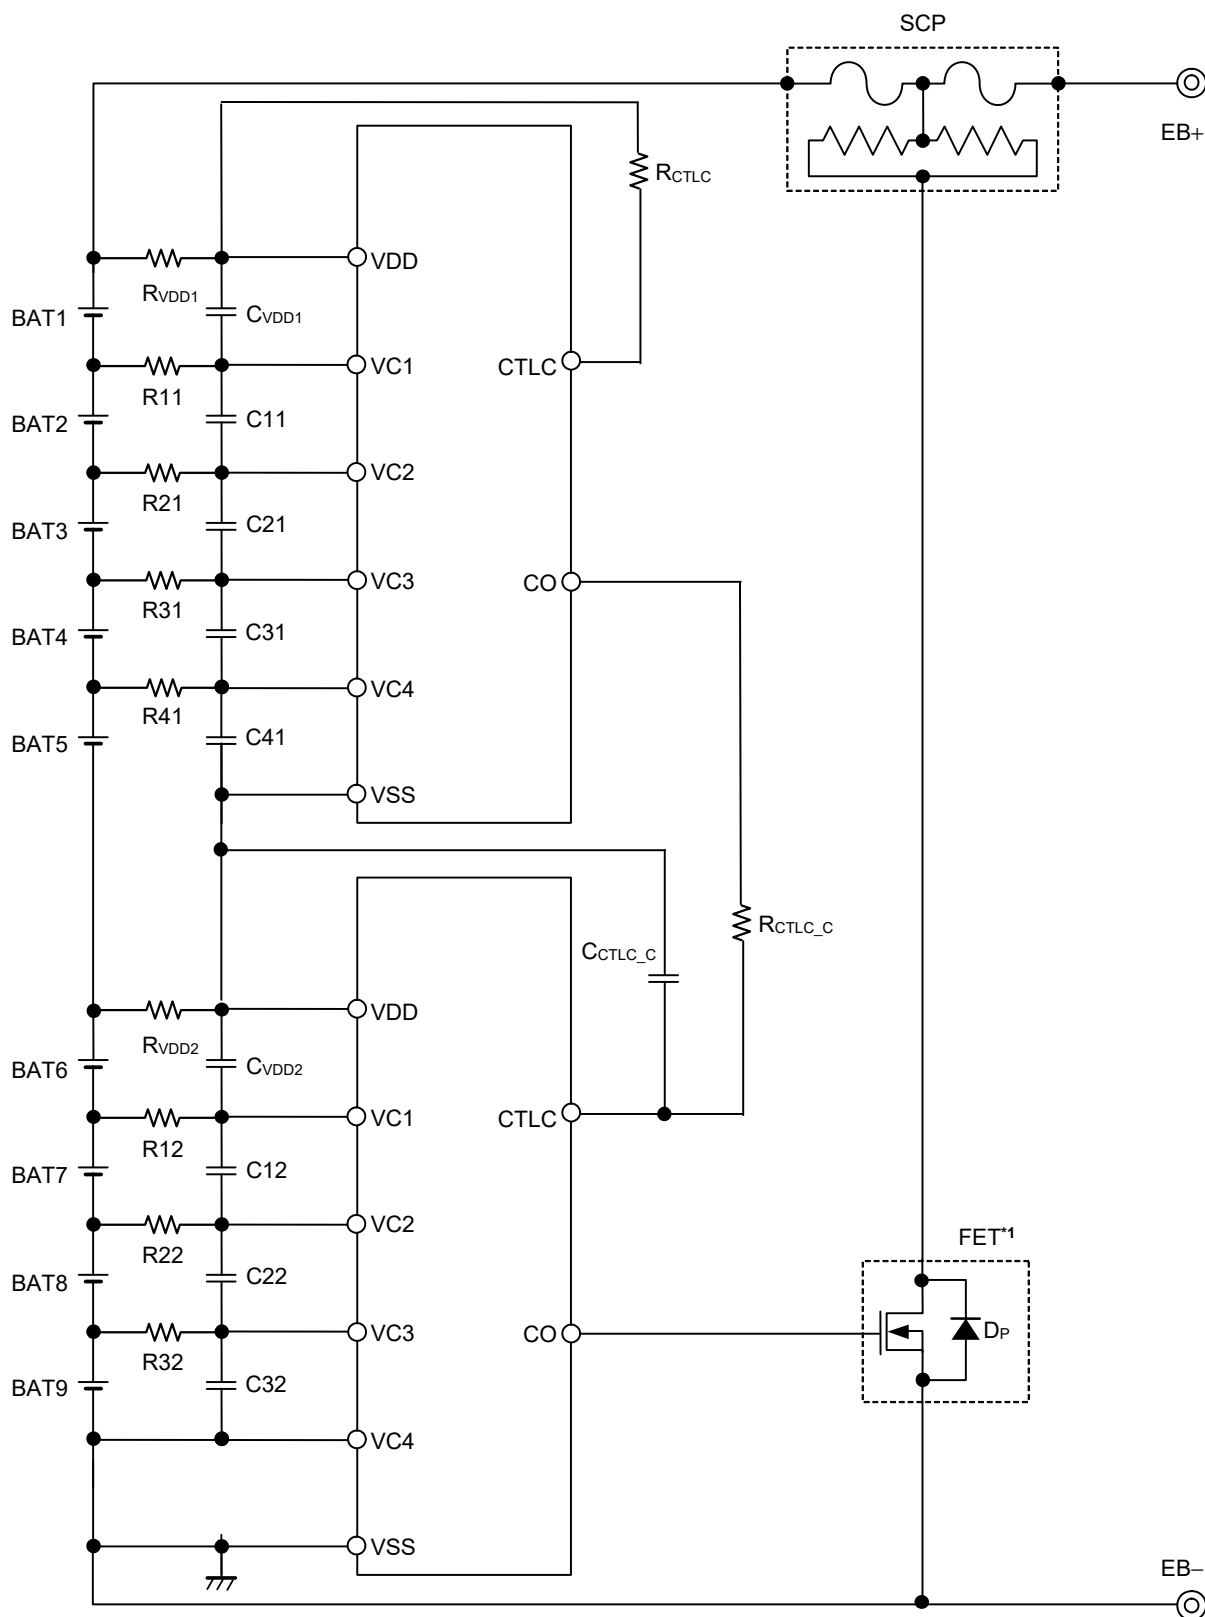 SCP
EB+
RCTLC
VDD
RVDD1
CVDD1
BAT1
VC1
CTLC
R11
BAT2
C11
VC2
R21
BAT3
C21
VC3
CO
R31
BAT4
C31
VC4
R41
BAT5
C41
VSS
RCTLC_C
CCTLC_C
VDD
RVDD2
CVDD2
BAT6
VC1
CTLC
R12
BAT7
C12
VC2
R22
FET*1
BAT8
C22
VC3
CO
DP
R32
BAT9
C32
VC4
VSS
EB−